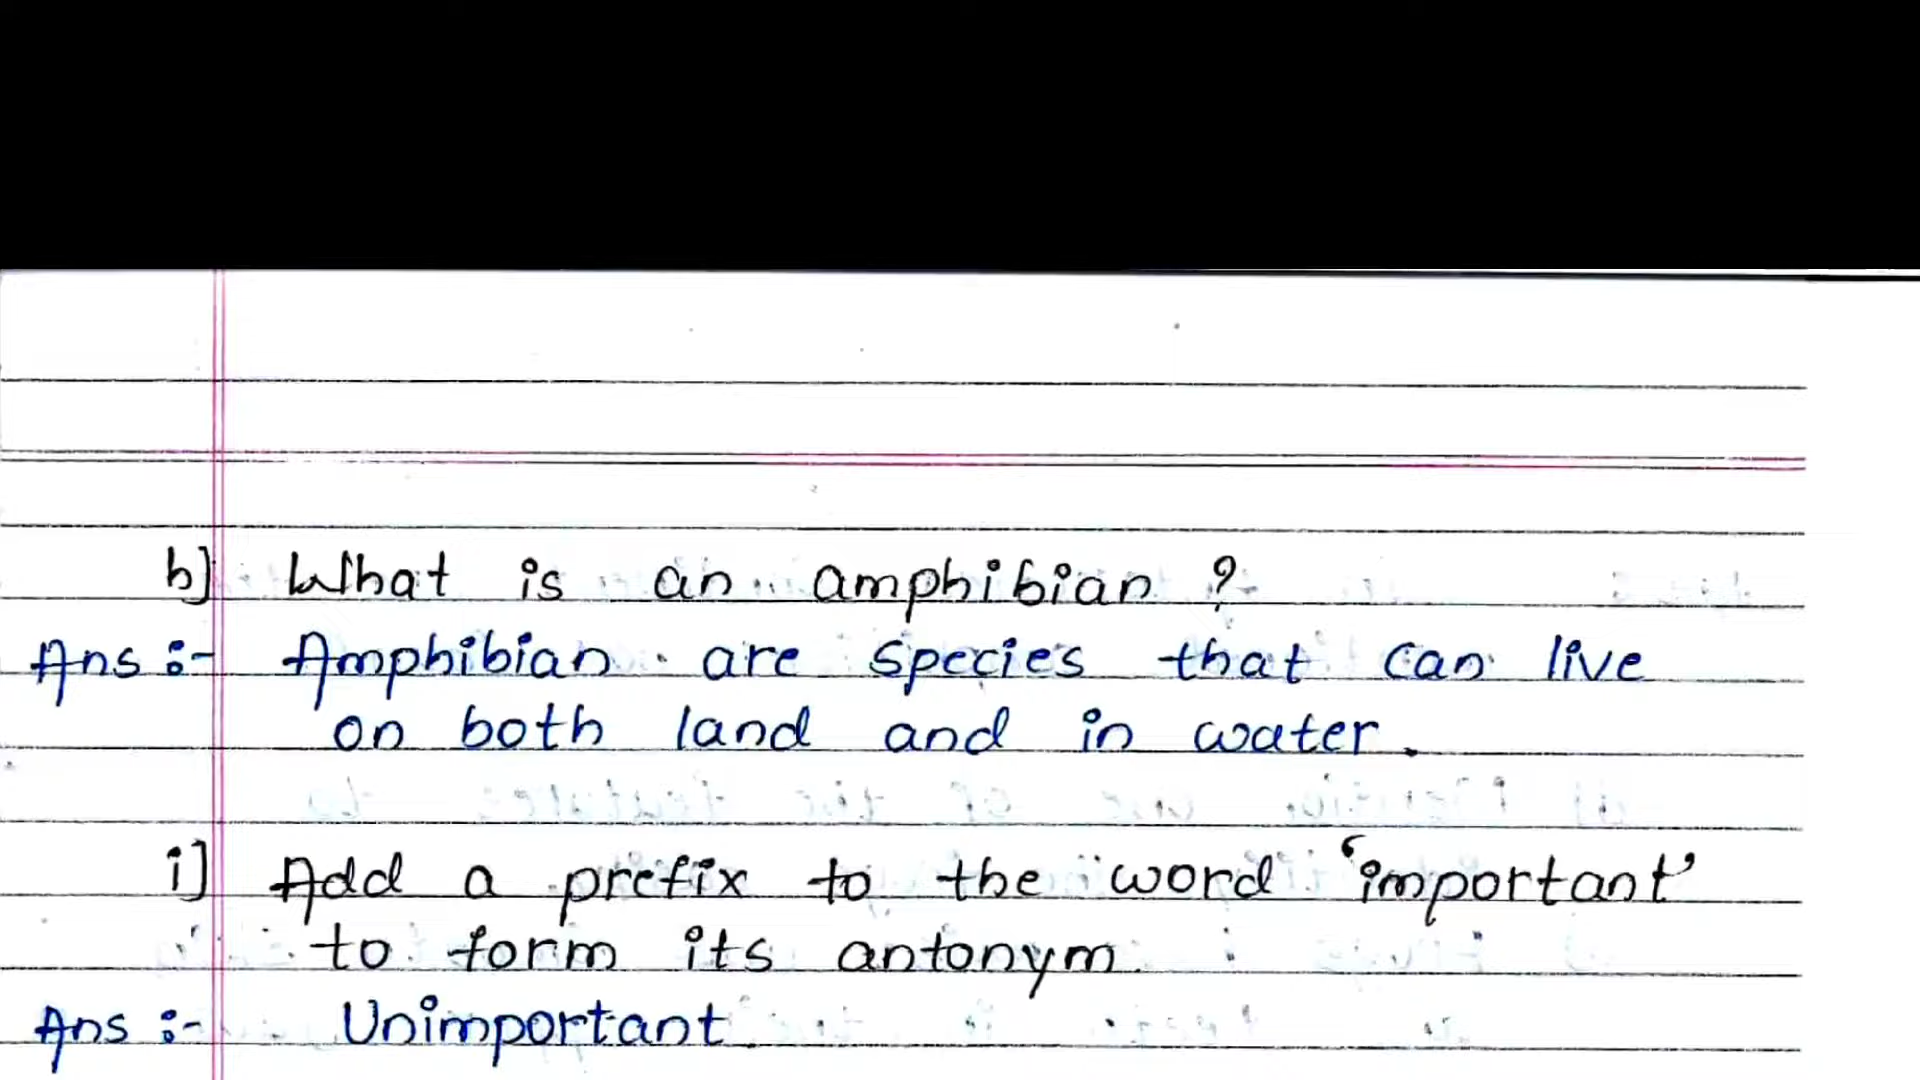 b] What is an amphibian ?
Ans :- Amphibian are species that can live
on both land and in water.
i] Add a prefix to the word 'important'
to form its antonym.
Ans :- Unimportant